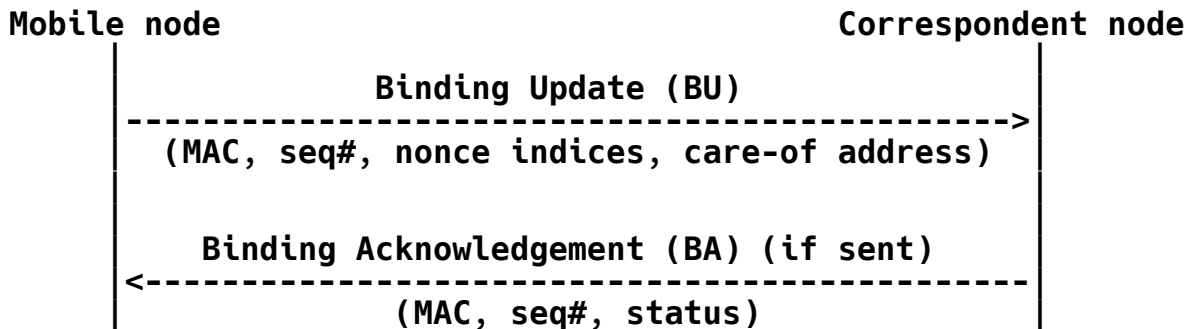 Mobile node Correspondent node
Binding Update (BU)
(MAC, seq#, nonce indices, care-of address)
Binding Acknowledgement (BA) (if sent)
(MAC, seq#, status)